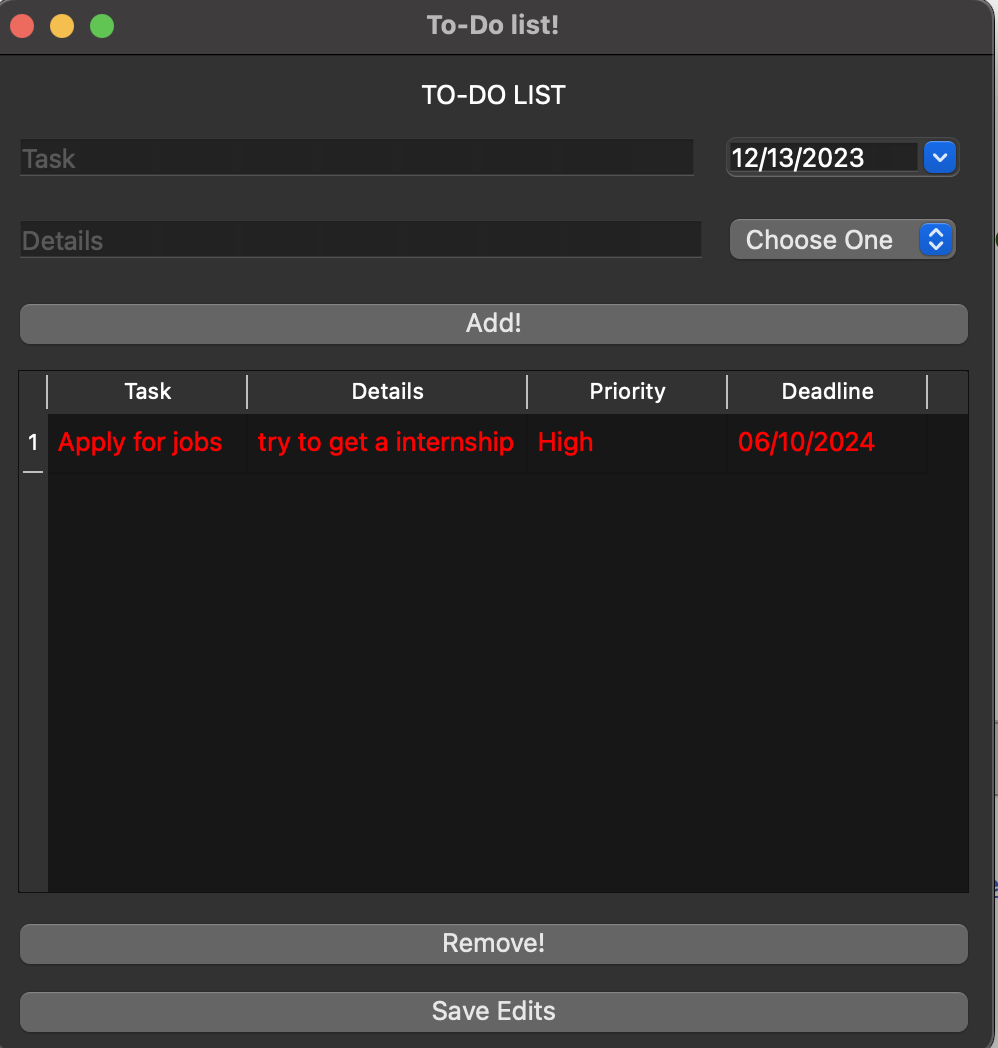 To-Do list!
TO-DO LIST
Task 12/13/2023
Details Choose One
Add!
Task Details Priority Deadline
1 Apply for jobs try to get a internship High 06/10/2024
Remove!
Save Edits